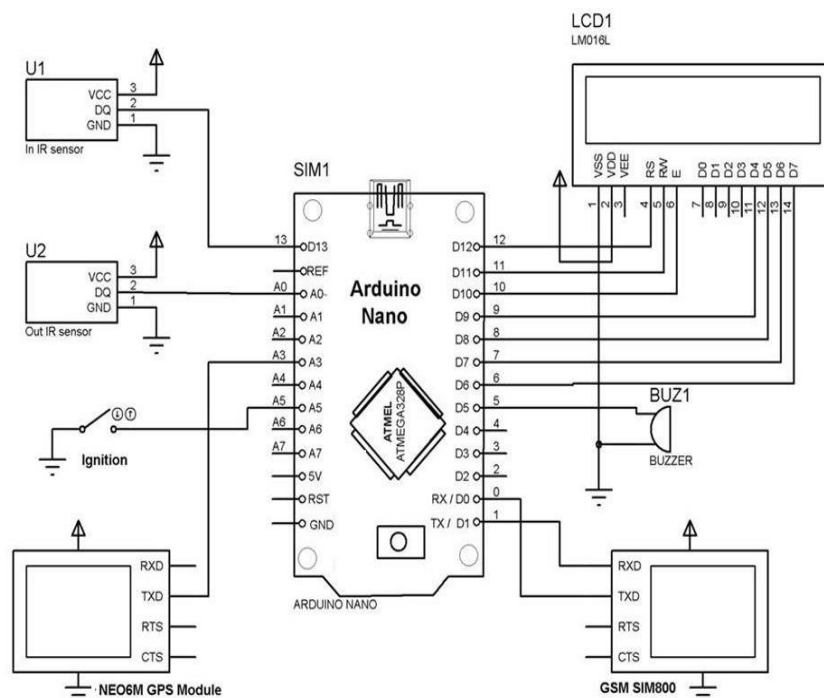 LCD1
LM016L
U1
VCC 3
DQ 2
GND 1
In IR sensor
VSS VDD VEE RS RW E D0 D1 D2 D3 D4 D5 D6 D7
1 2 3 4 5 6 7 8 9 10 11 12 13 14
SIM1
U2
VCC 3
DQ 2
GND 1
Out IR sensor
Arduino
Nano
ATMEL
ATMEGA328P
13 D13
REF
A0 A0
A1 A1
A2 A2
A3 A3
A4 A4
A5 A5
A6 A6
A7 A7
5V
RST
GND
D12 12
D11 11
D10 10
D9 9
D8 8
D7 7
D6 6
D5 5
D4 4
D3 3
D2 2
RX / D0 0
TX / D1 1
BUZ1
BUZZER
Ignition
ARDUINO NANO
RXD
TXD
RTS
CTS
NEO6M GPS Module
RXD
TXD
RTS
CTS
GSM SIM800